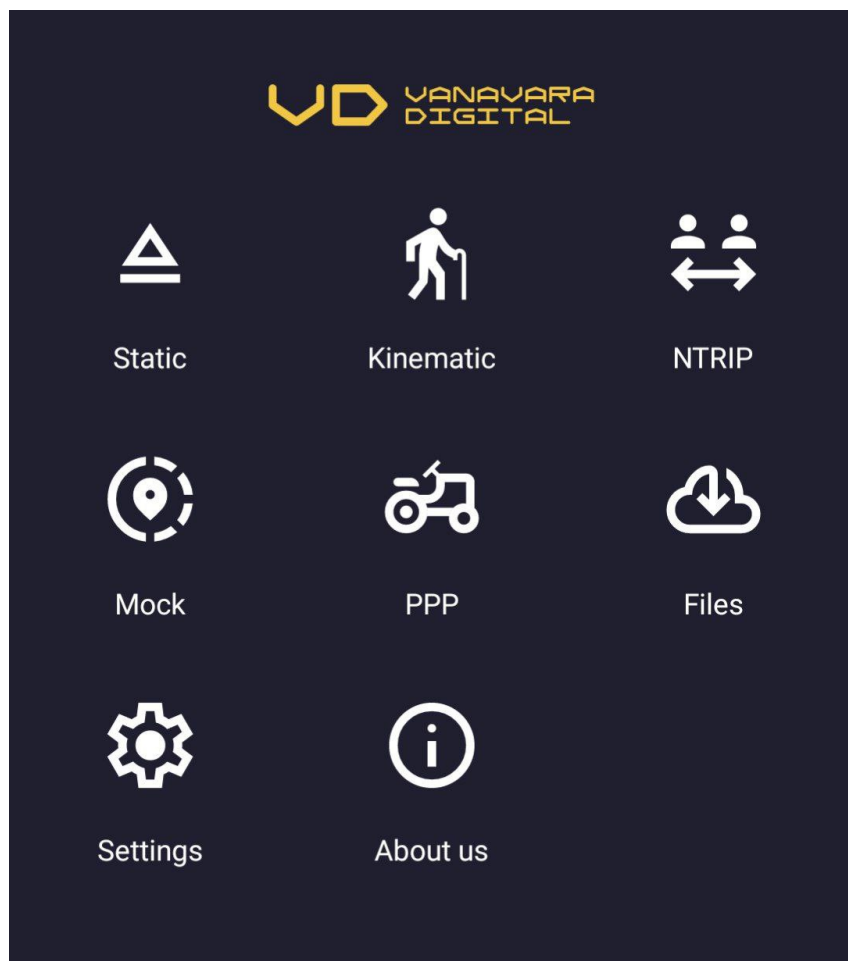 VD VANAVARA
DIGITAL
Static Kinematic NTRIP
Mock PPP Files
Settings About us